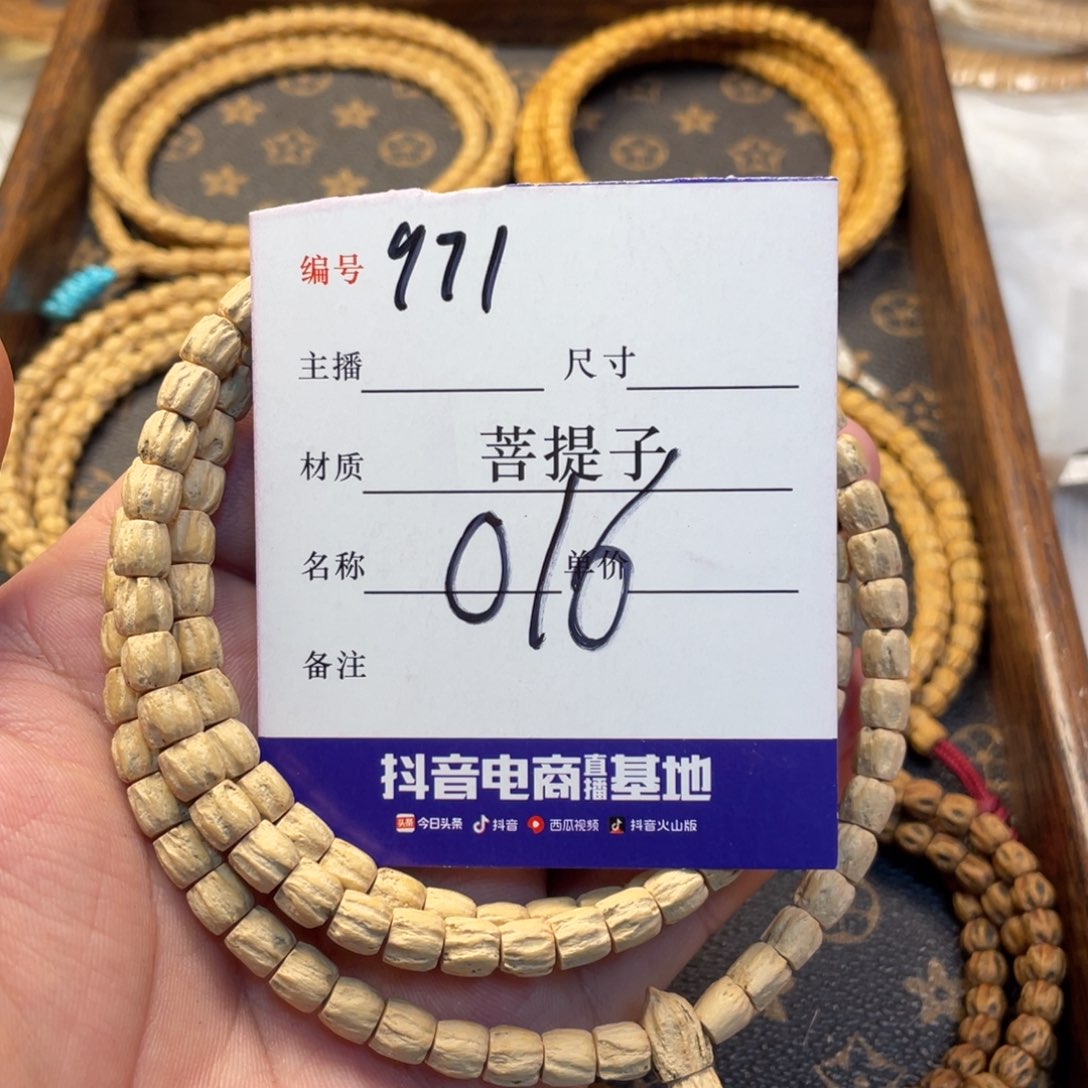 编号 971
主播 尺寸
材质 菩提子
016
名称 单价
备注
抖音电商直播基地
头条 今日头条 抖音 西瓜视频 抖音火山版